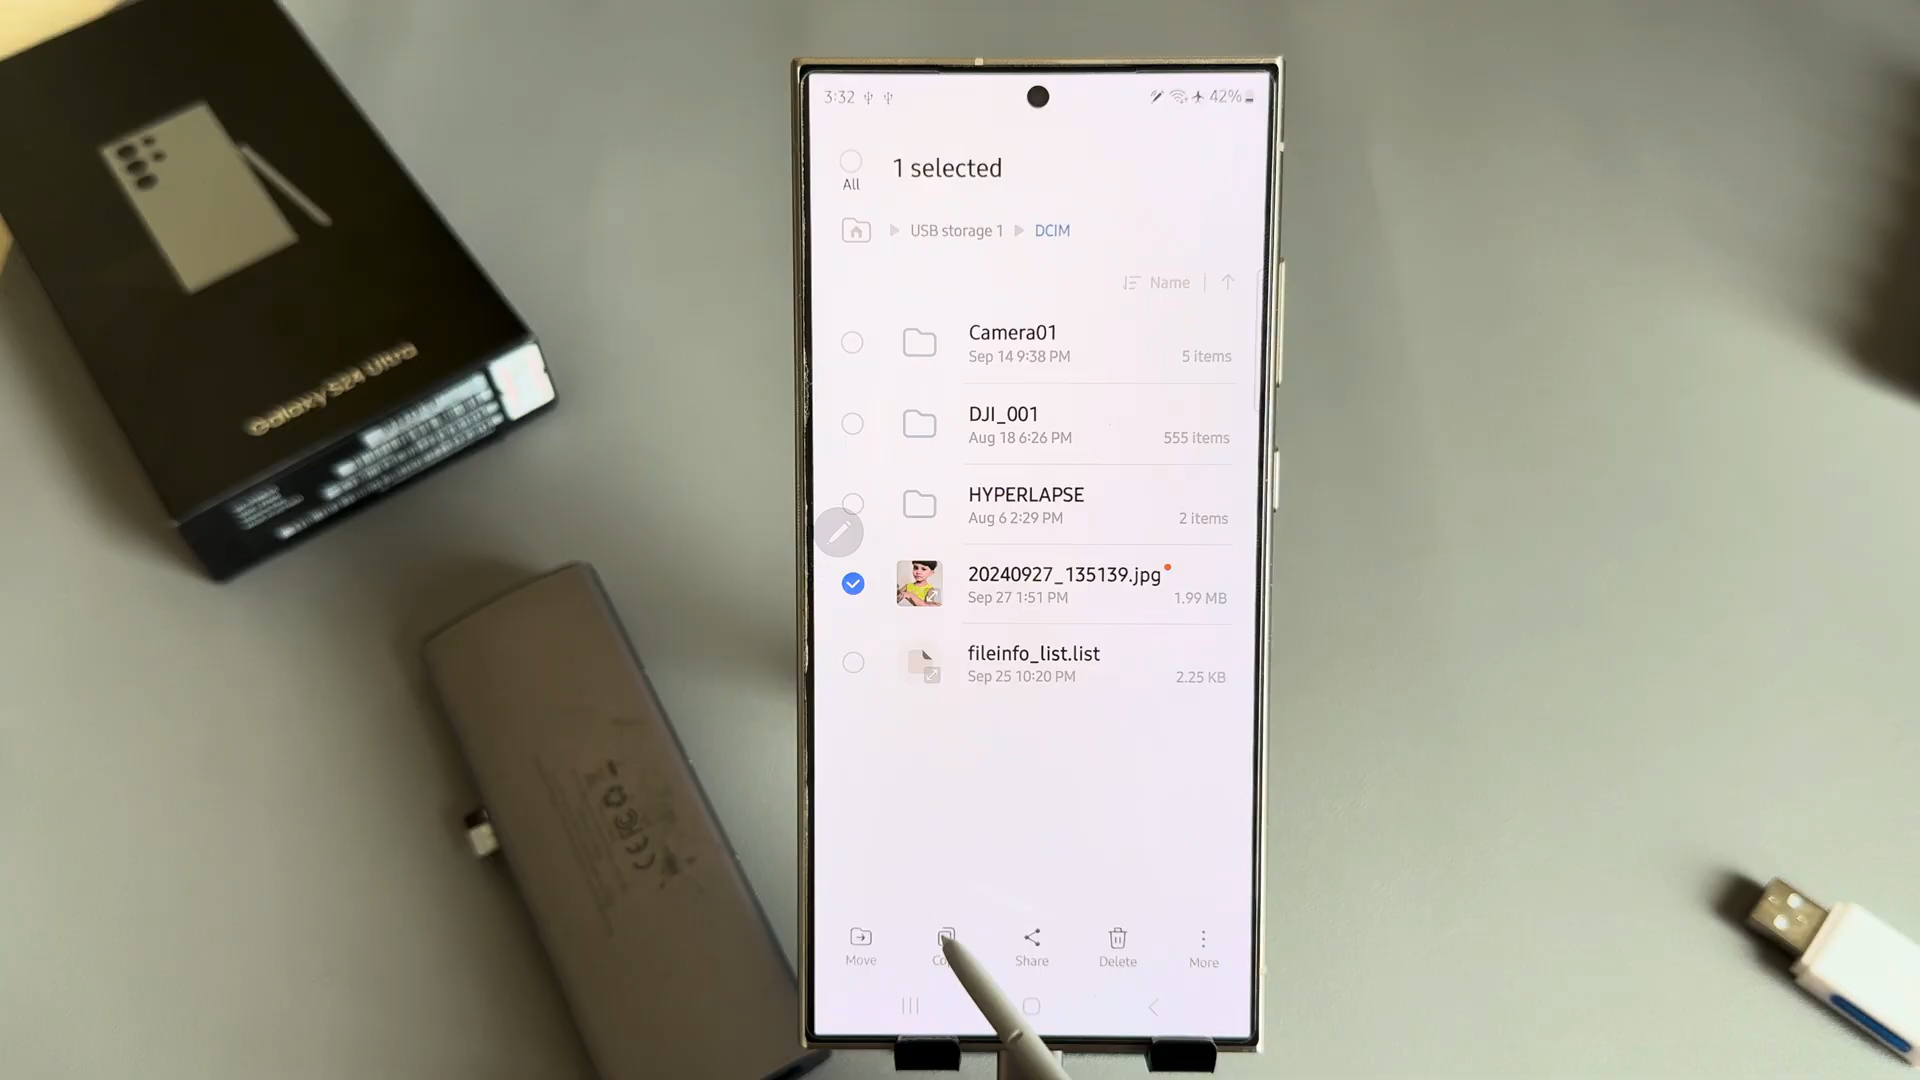 3:32
42%
1 selected
All
USB storage 1
DCIM
Name
Camera01
Sep 14 9:38 PM
5 items
DJI_001
Aug 18 6:26 PM
555 items
HYPERLAPSE
Aug 6 2:29 PM
2 items
20240927_135139.jpg
Sep 27 1:51 PM
1.99 MB
fileinfo_list.list
Sep 25 10:20 PM
2.25 KB
Move
Share
Delete
More
Galaxy S24 Ultra
FC CE